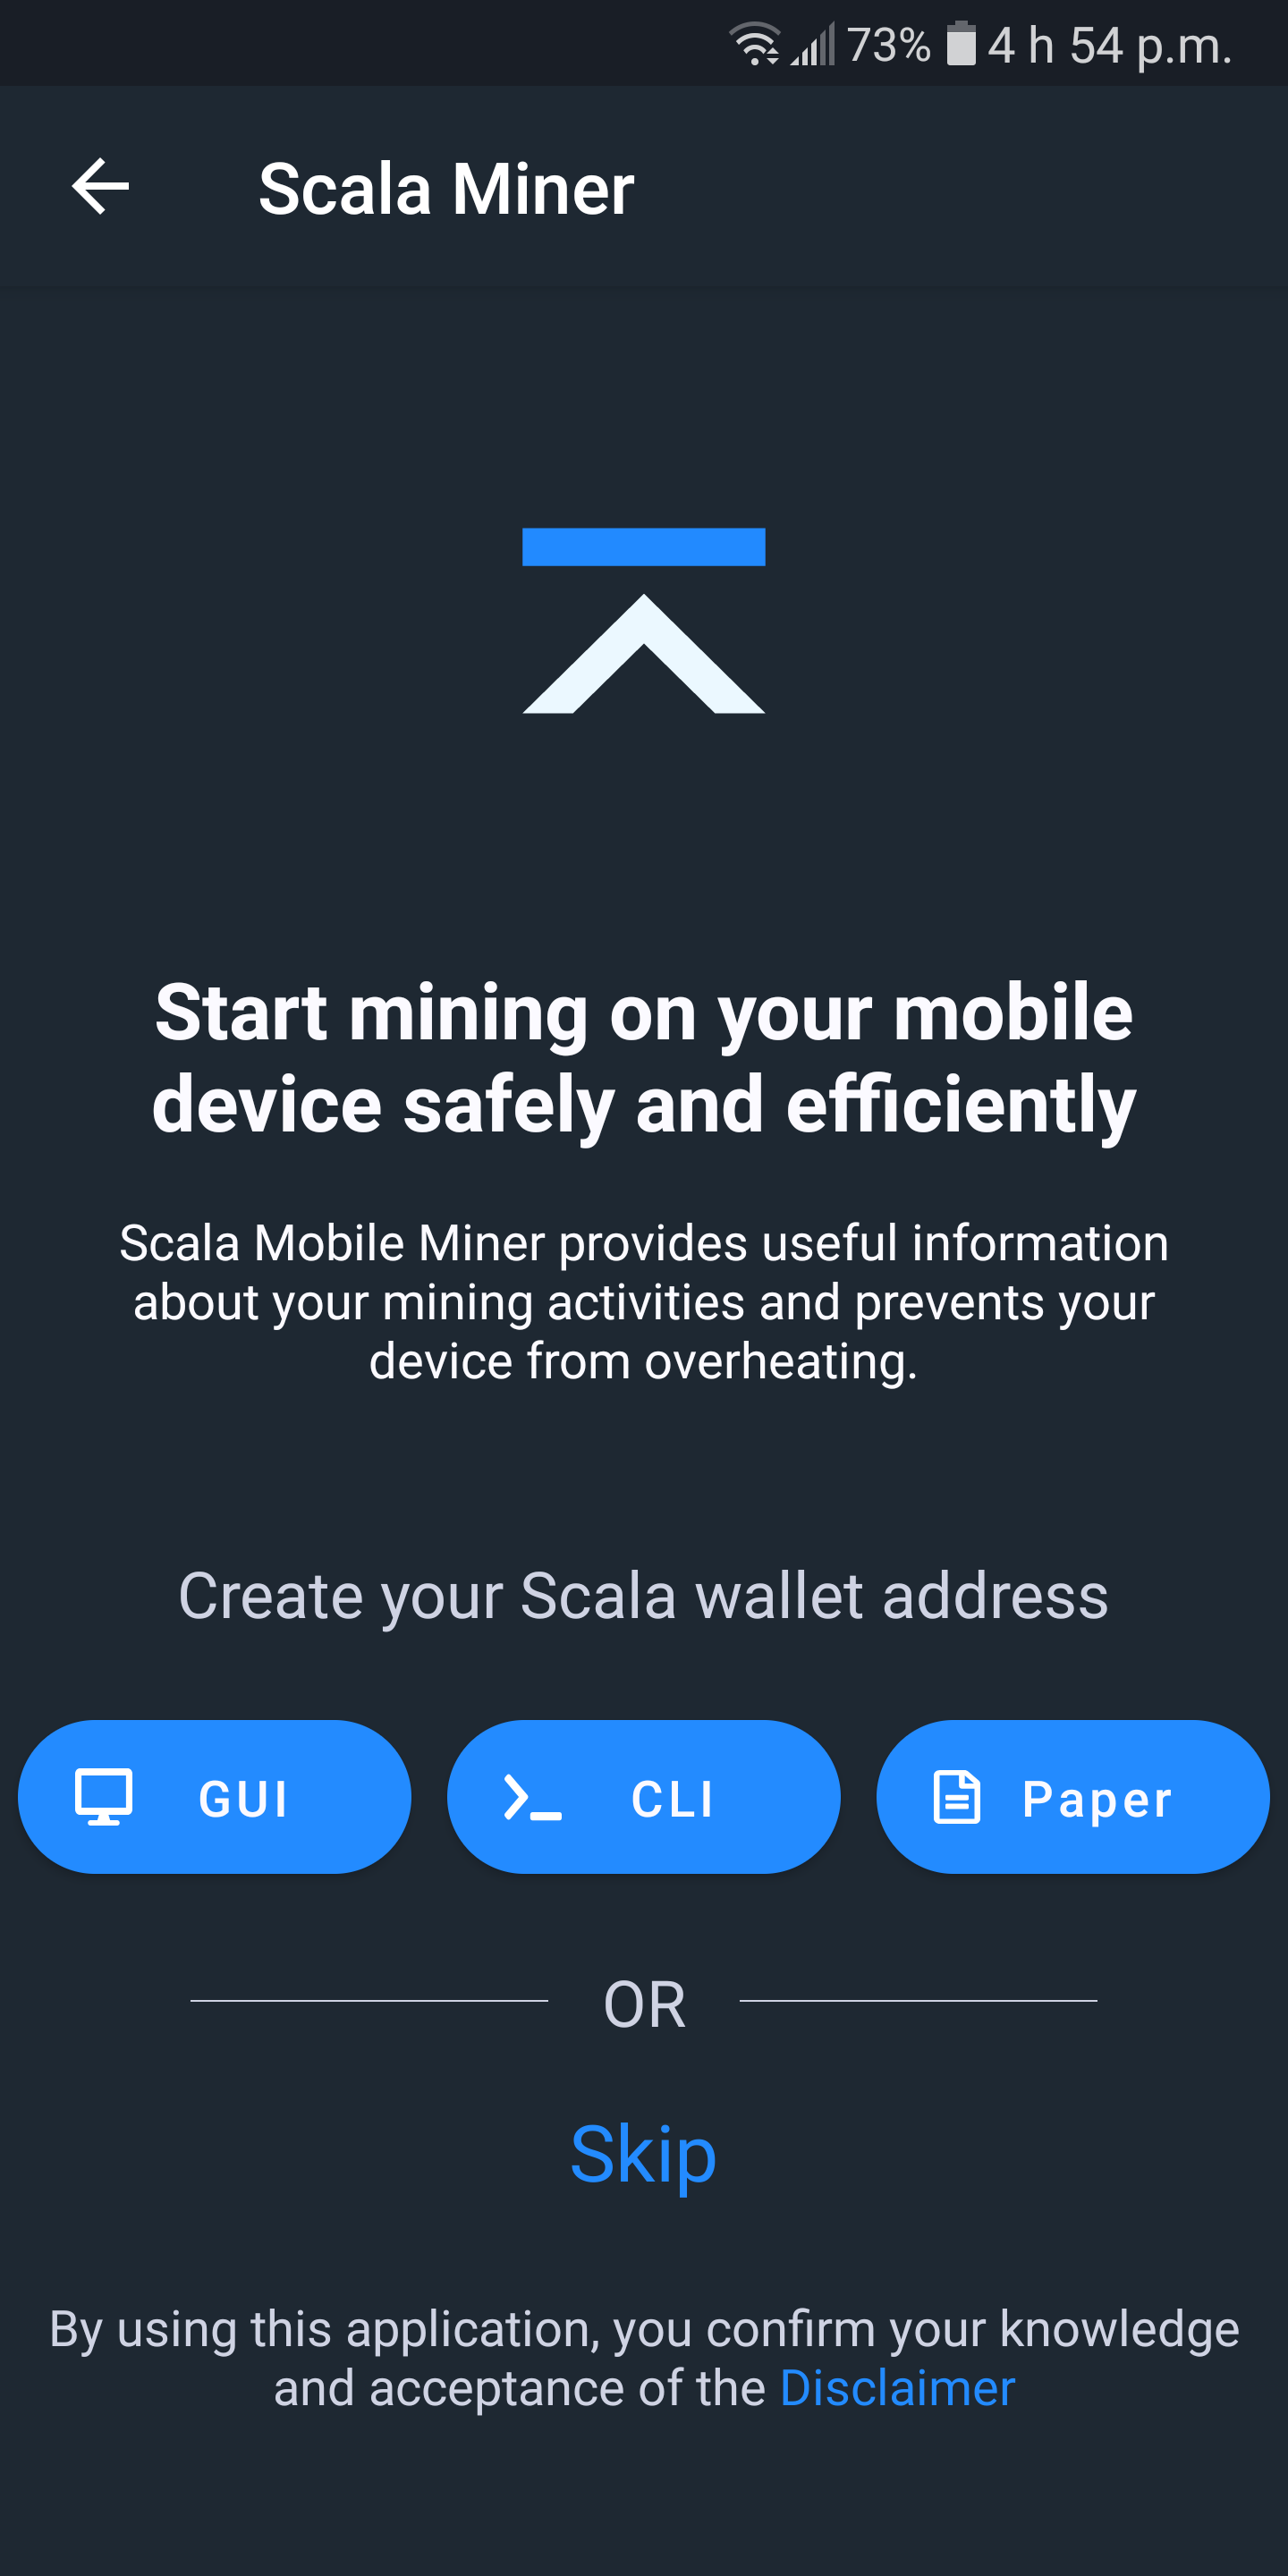 73% 4 h 54 p.m.
Scala Miner
Start mining on your mobile
device safely and efficiently
Scala Mobile Miner provides useful information
about your mining activities and prevents your
device from overheating.
Create your Scala wallet address
GUI CLI Paper
OR
Skip
By using this application, you confirm your knowledge
and acceptance of the Disclaimer